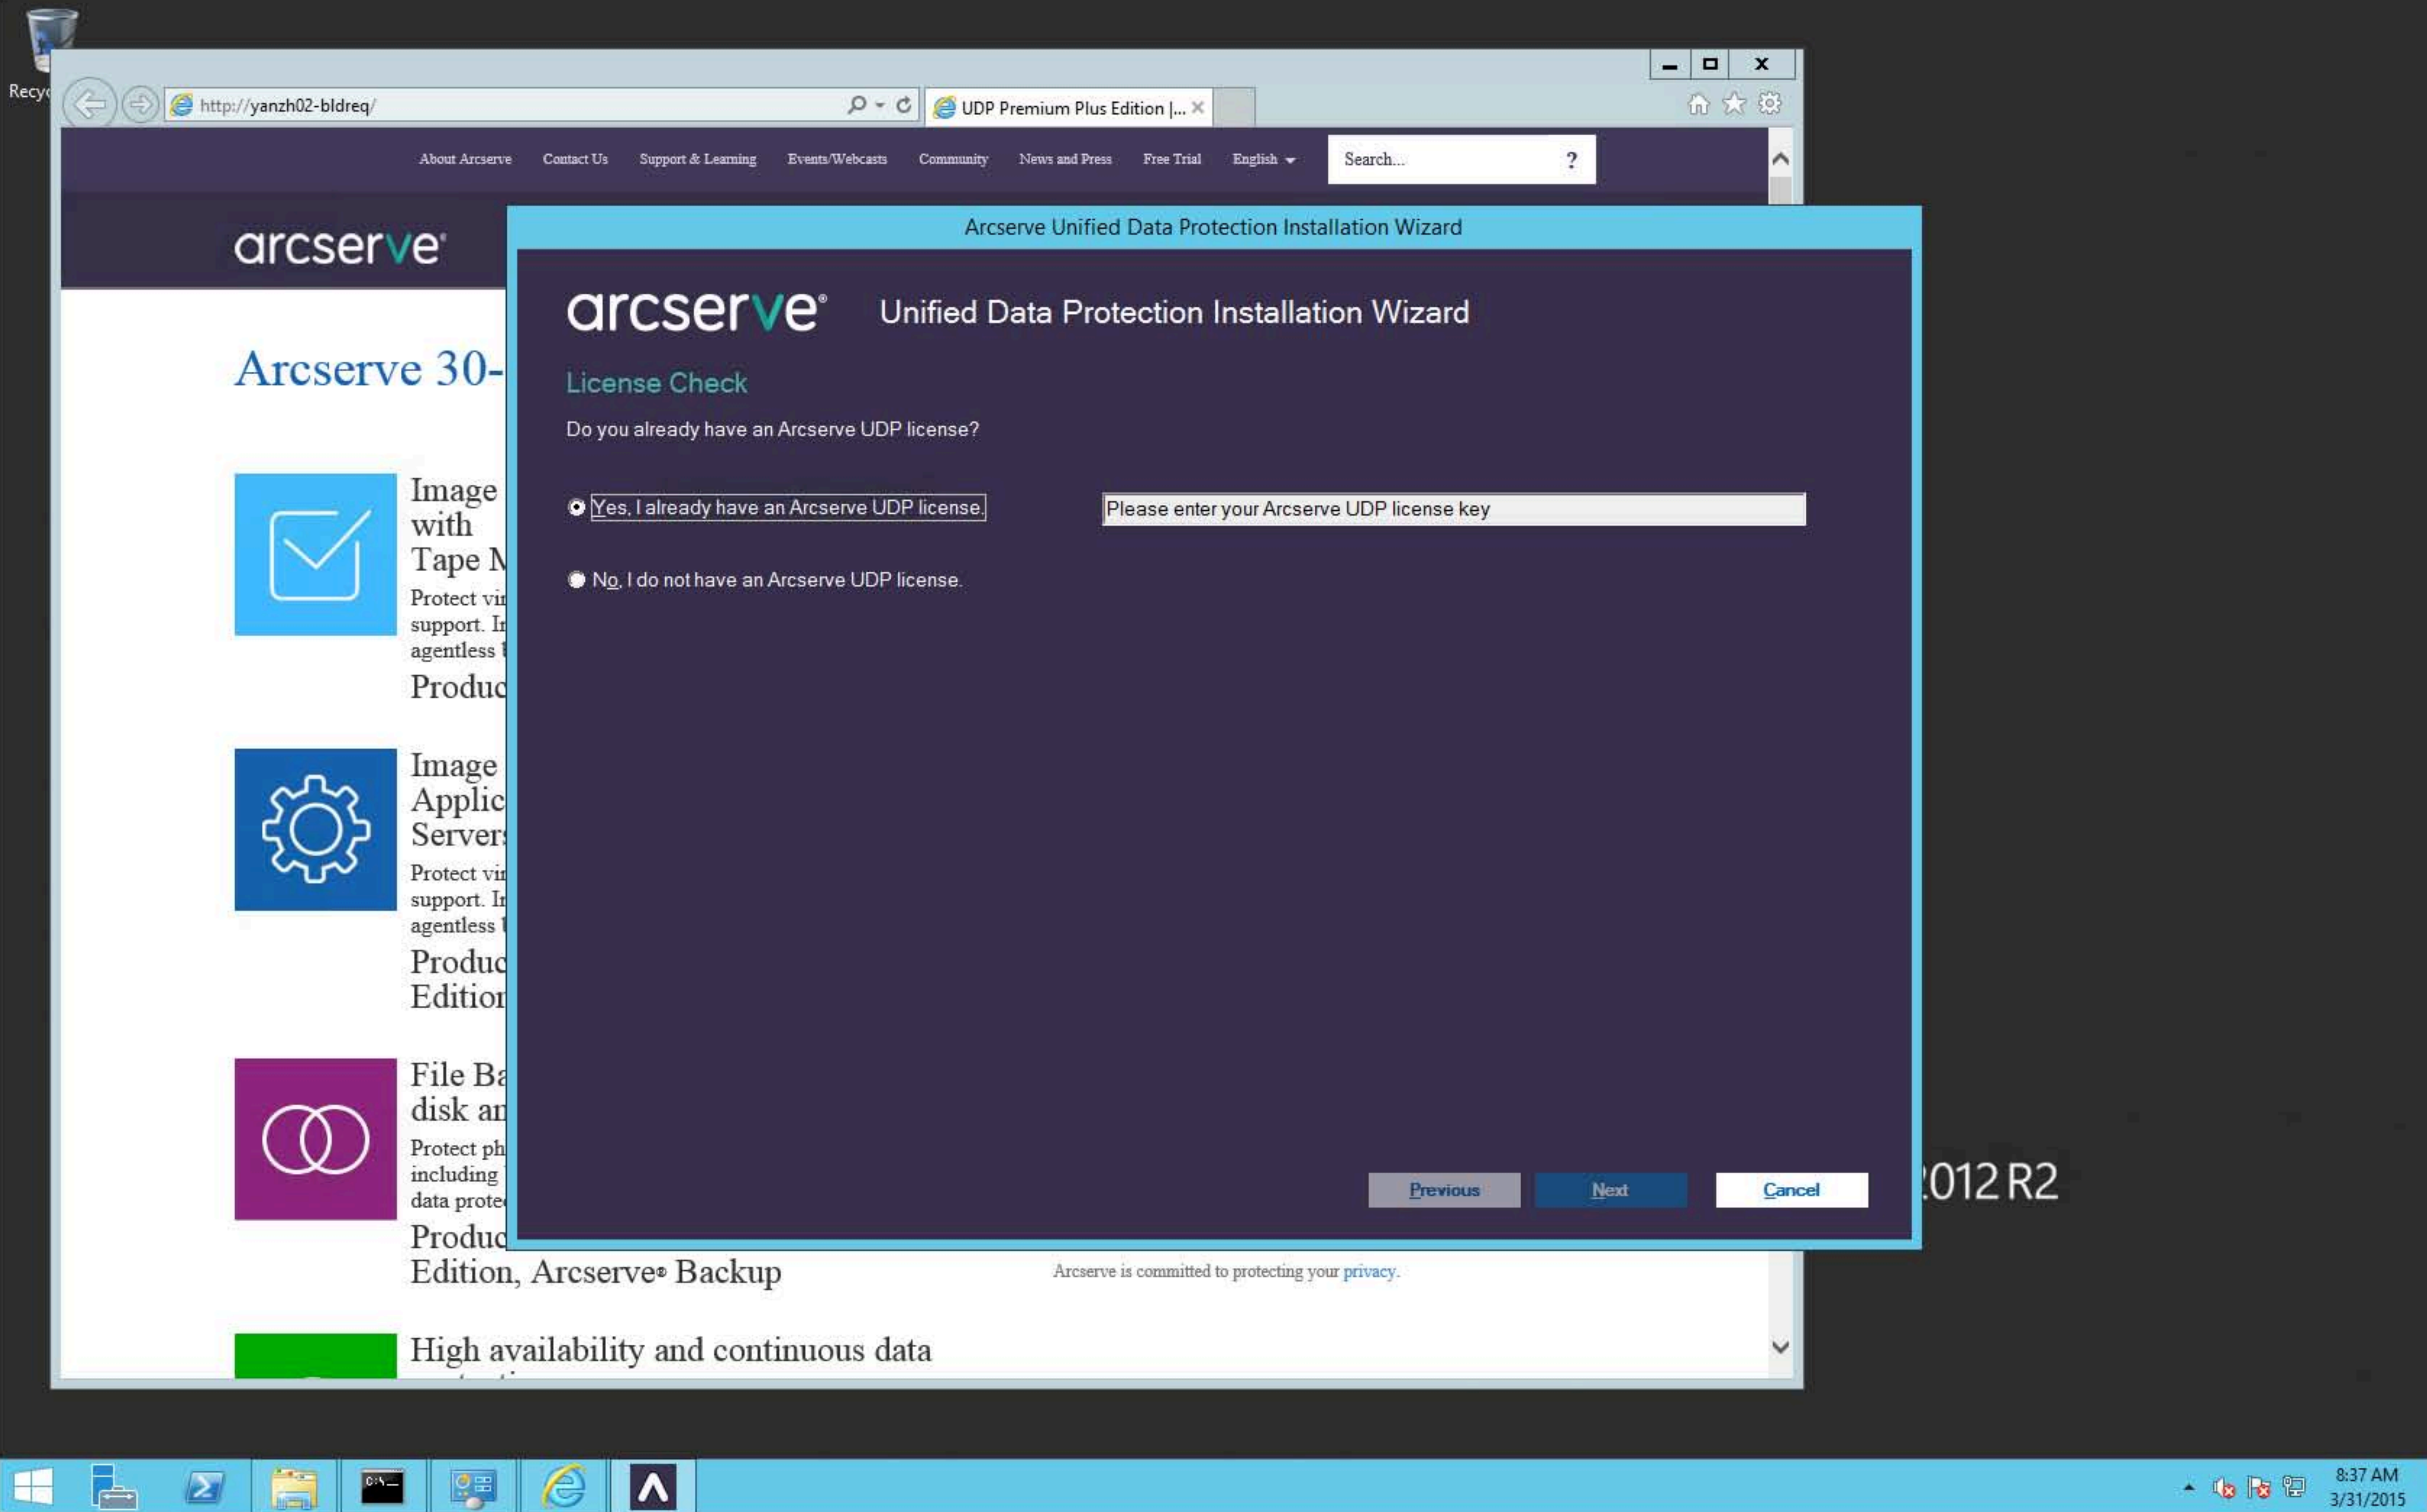 http://yanzh02-bldreq/
UDP Premium Plus Edition |...
About Arcserve Contact Us Support & Learning Events/Webcasts Community News and Press Free Trial English Search... ?
arcserve®
Arcserve 30-
Image
with
Tape M
Protect vir
support. In
agentless
Produc
Image
Applic
Servers
Protect vir
support. In
agentless
Produc
Edition
File Ba
disk an
Protect ph
including
data prote
Produc
Edition, Arcserve® Backup
High availability and continuous data
Arcserve is committed to protecting your privacy.
Arcserve Unified Data Protection Installation Wizard
arcserve® Unified Data Protection Installation Wizard
License Check
Do you already have an Arcserve UDP license?
Yes, I already have an Arcserve UDP license.
Please enter your Arcserve UDP license key
No, I do not have an Arcserve UDP license.
Previous Next Cancel
012 R2
8:37 AM
3/31/2015